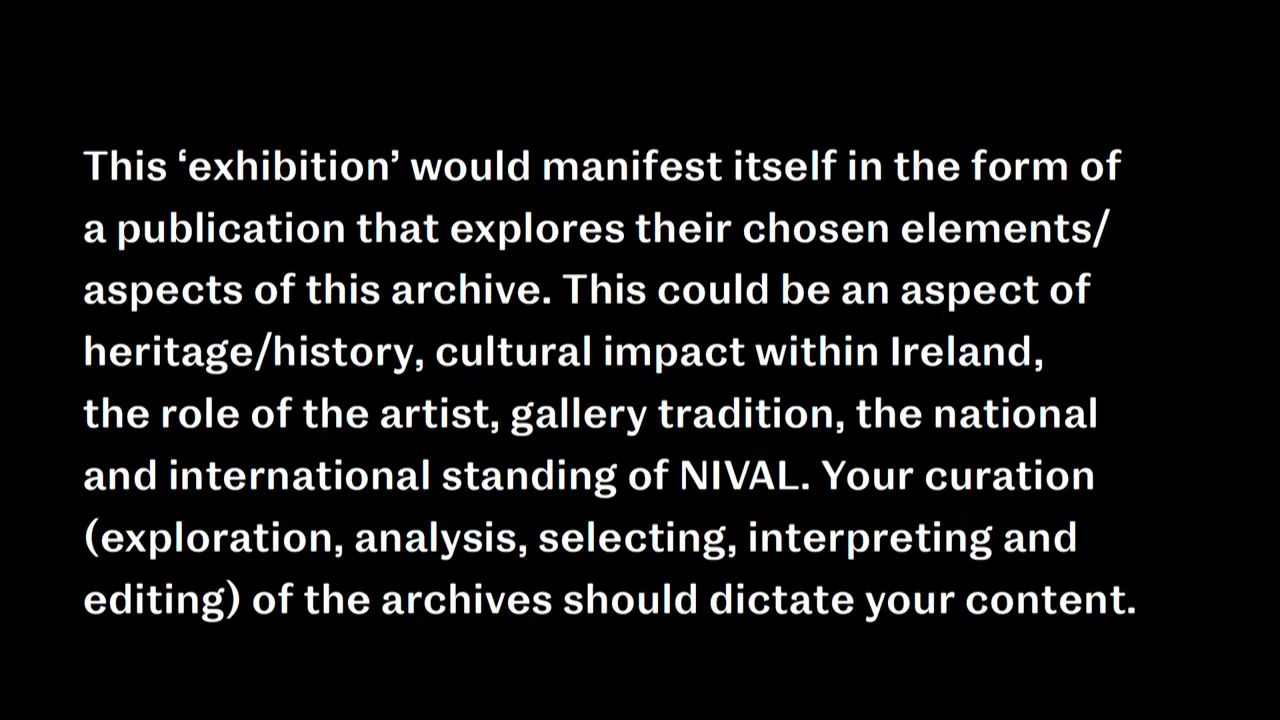 This ‘exhibition’ would manifest itself in the form of
a publication that explores their chosen elements/
aspects of this archive. This could be an aspect of
heritage/history, cultural impact within Ireland,
the role of the artist, gallery tradition, the national
and international standing of NIVAL. Your curation
(exploration, analysis, selecting, interpreting and
editing) of the archives should dictate your content.